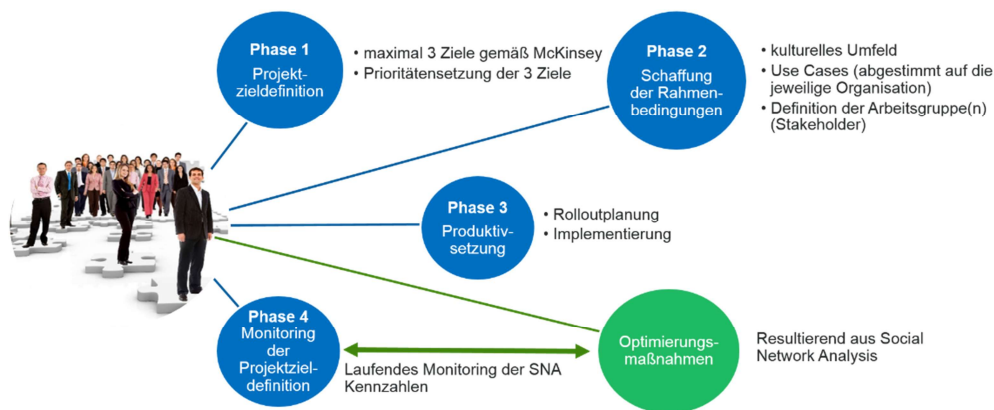 Phase 1
Projekt-
zieldefinition
• maximal 3 Ziele gemäß McKinsey
• Prioritätensetzung der 3 Ziele
Phase 2
Schaffung
der Rahmen-
bedingungen
• kulturelles Umfeld
• Use Cases (abgestimmt auf die
jeweilige Organisation)
• Definition der Arbeitsgruppe(n)
(Stakeholder)
Phase 3
Produktiv-
setzung
• Rolloutplanung
• Implementierung
Phase 4
Monitoring
der
Projektziel-
definition
Laufendes Monitoring der SNA
Kennzahlen
Optimierungs-
maßnahmen
Resultierend aus Social
Network Analysis